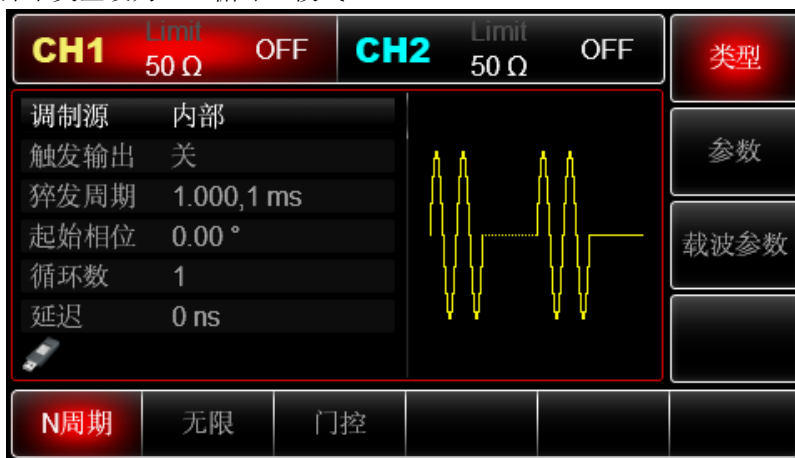 CH1 Limit 50 Ω OFF CH2 Limit 50 Ω OFF
类型
调制源 内部
触发输出 关
猝发周期 1.000,1 ms
起始相位 0.00 °
循环数 1
延迟 0 ns
参数
载波参数
N周期 无限 门控